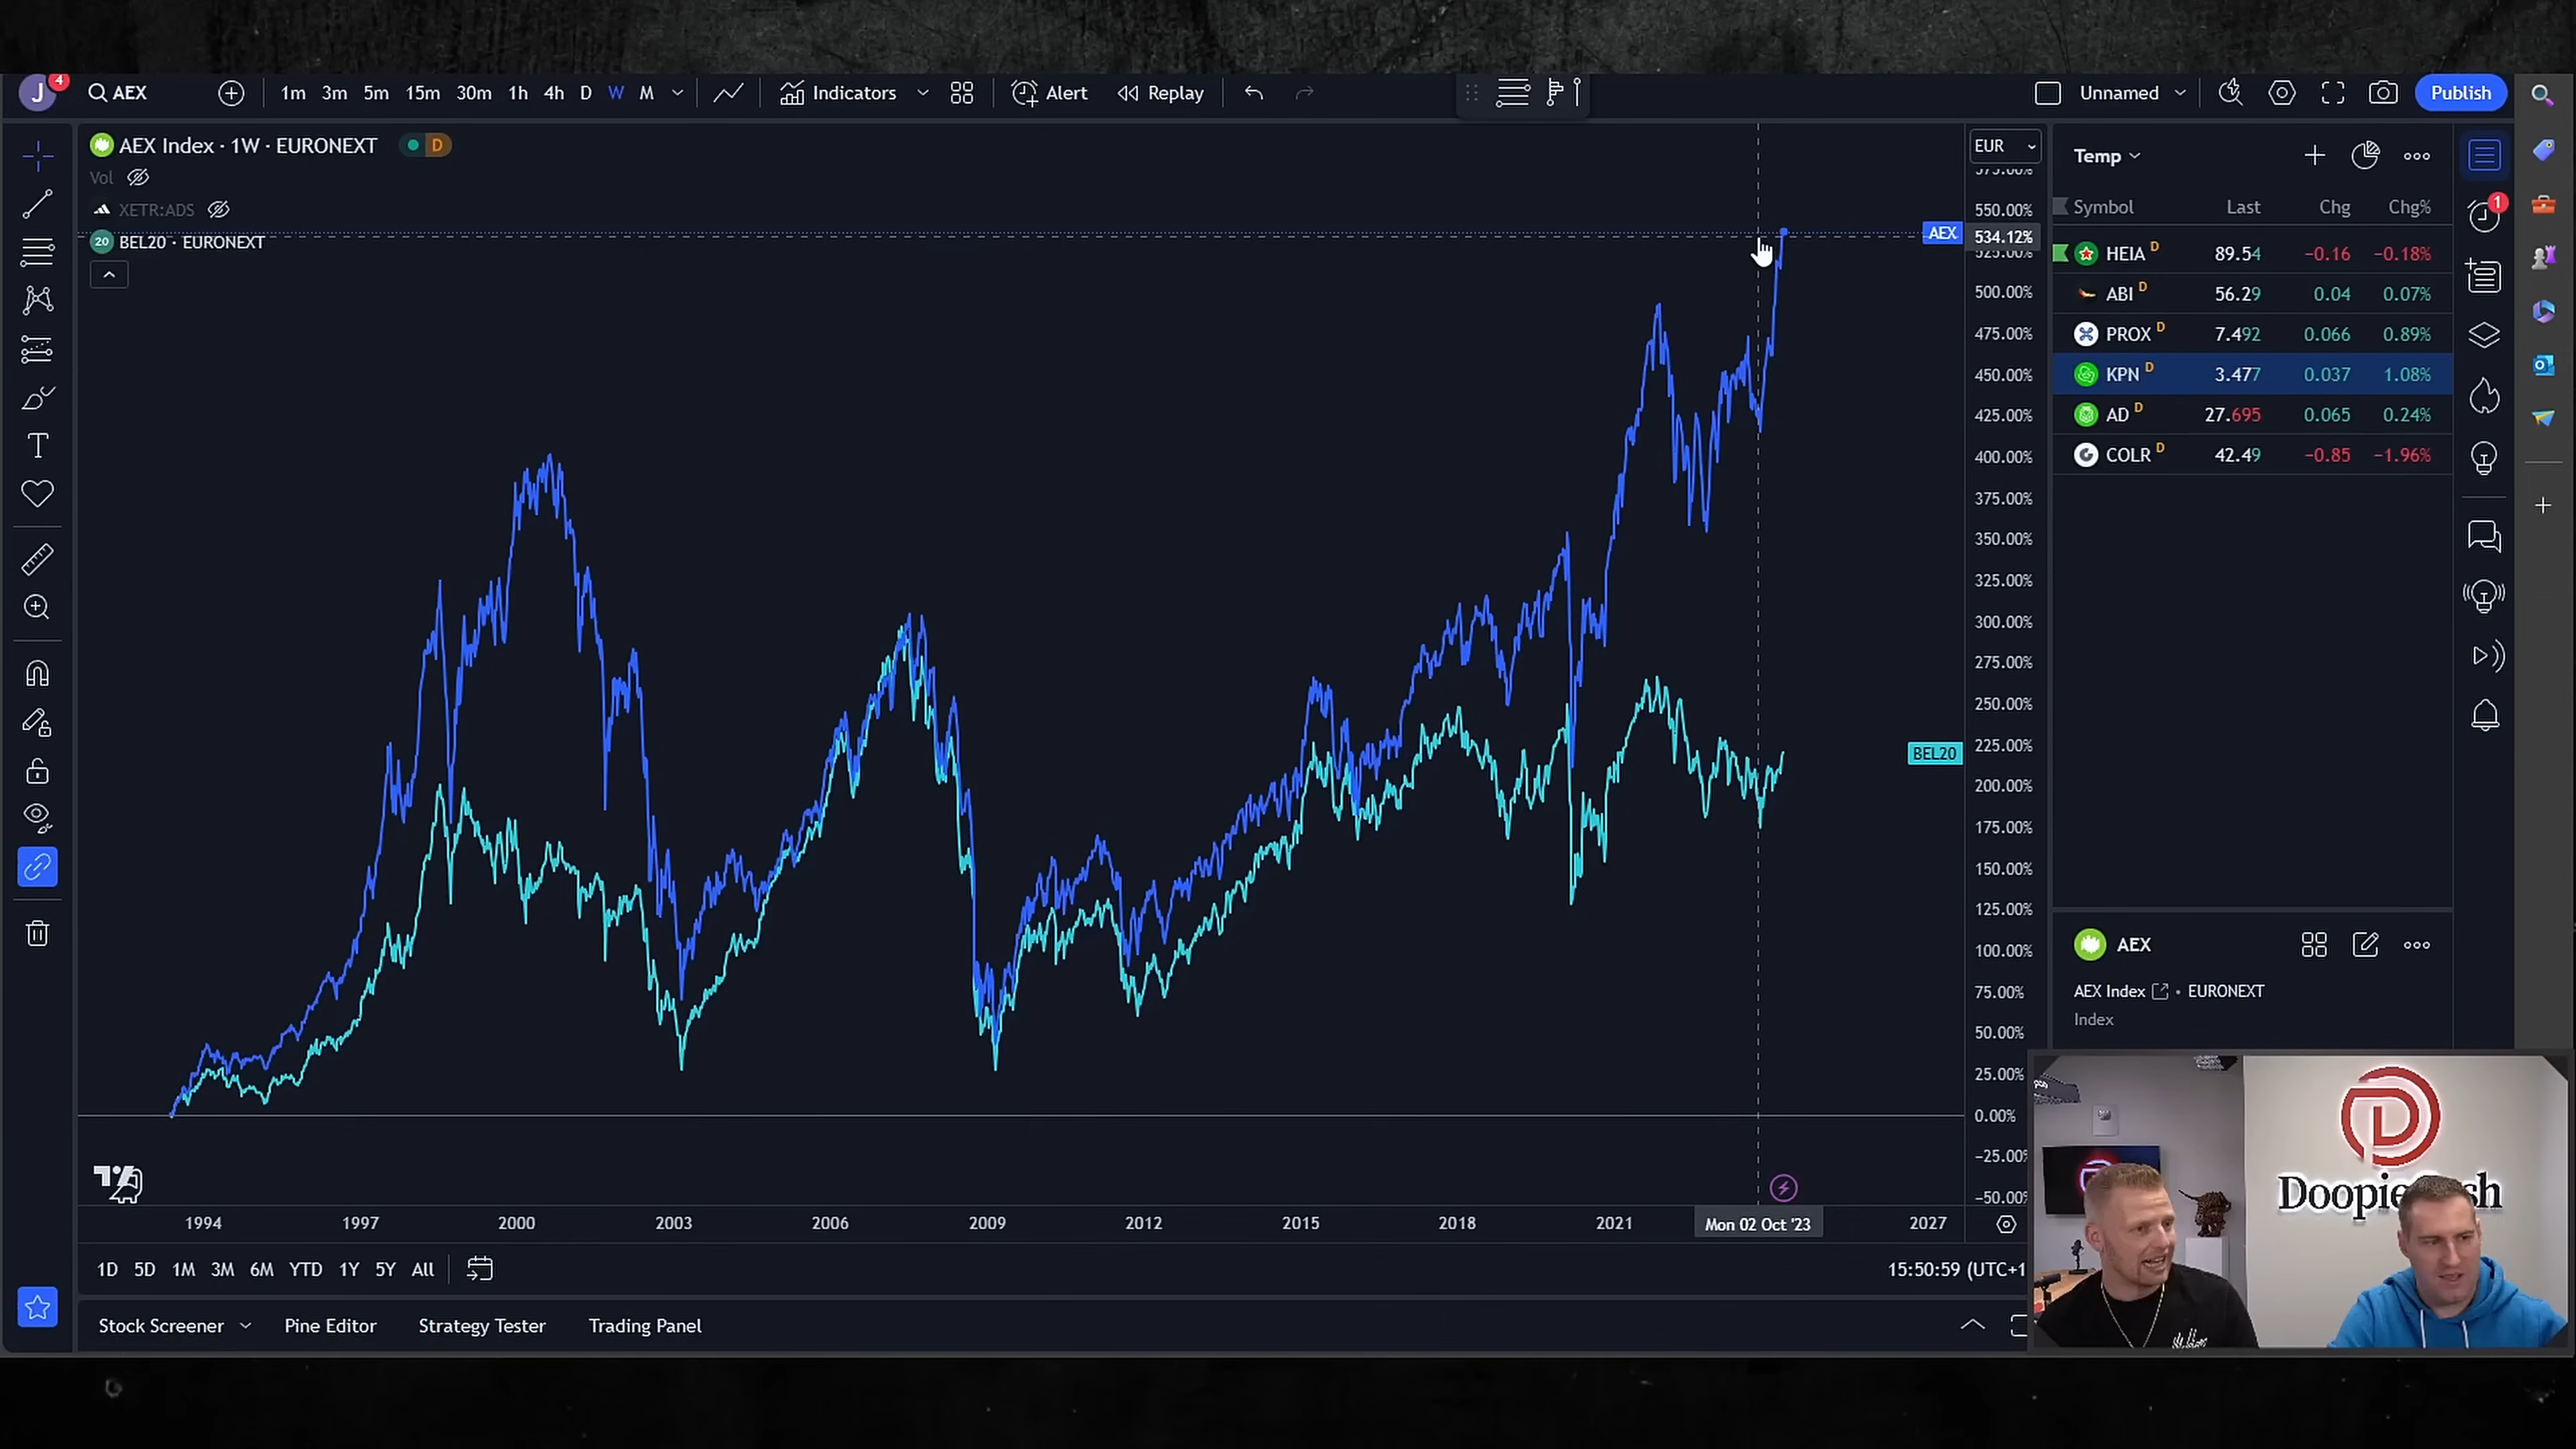 J 4 AEX 1m 3m 5m 15m 30m 1h 4h D W M Indicators Alert Replay Unnamed Publish
AEX Index · 1W · EURONEXT D
Vol
XETR:ADS
20 BEL20 · EURONEXT
EUR
575.00%
550.00%
AEX 534.12%
525.00%
500.00%
475.00%
450.00%
425.00%
400.00%
375.00%
350.00%
325.00%
300.00%
275.00%
250.00%
225.00%
BEL20
200.00%
175.00%
150.00%
125.00%
100.00%
75.00%
50.00%
25.00%
0.00%
−25.00%
−50.00%
1994 1997 2000 2003 2006 2009 2012 2015 2018 2021 Mon 02 Oct '23 2027
1D 5D 1M 3M 6M YTD 1Y 5Y All
15:50:59 (UTC+1
Stock Screener Pine Editor Strategy Tester Trading Panel
Temp
Symbol Last Chg Chg%
HEIA D 89.54 −0.16 −0.18%
ABI D 56.29 0.04 0.07%
PROX D 7.492 0.066 0.89%
KPN D 3.477 0.037 1.08%
AD D 27.695 0.065 0.24%
COLR D 42.49 −0.85 −1.96%
1
AEX
AEX Index • EURONEXT
Index